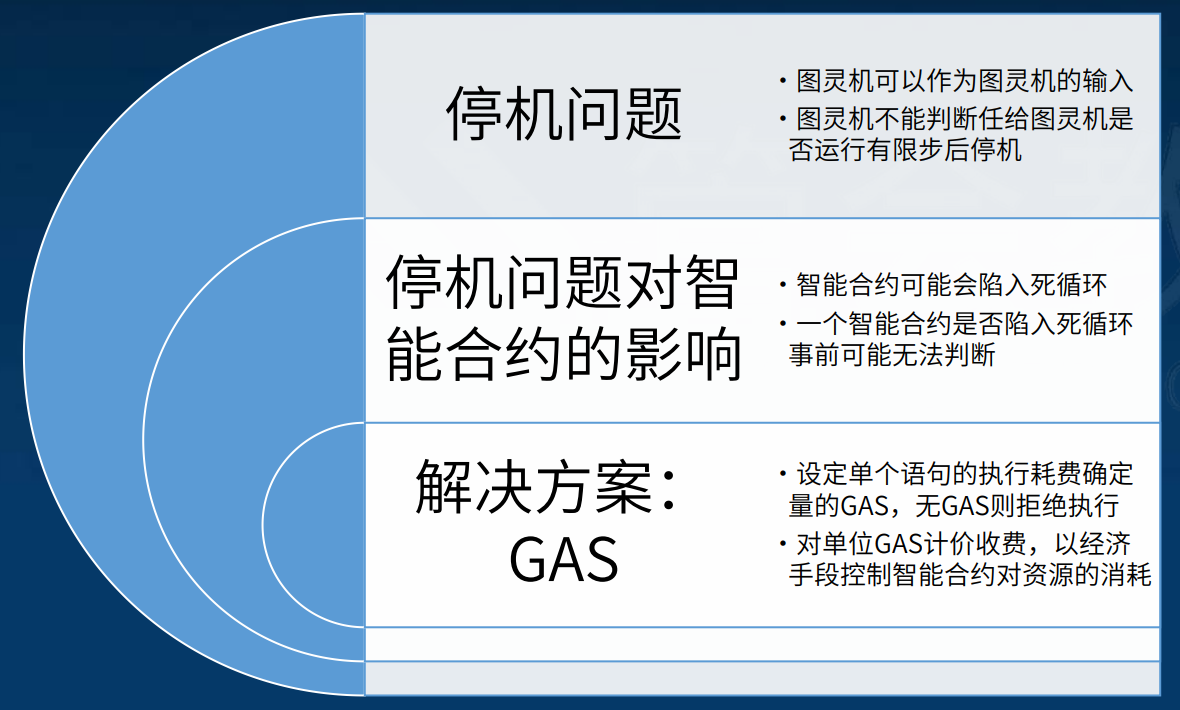 停机问题
・图灵机可以作为图灵机的输入
・图灵机不能判断任给图灵机是
否运行有限步后停机
停机问题对智
能合约的影响
・智能合约可能会陷入死循环
・一个智能合约是否陷入死循环
事前可能无法判断
解决方案：
GAS
・设定单个语句的执行耗费确定
量的GAS，无GAS则拒绝执行
・对单位GAS计价收费，以经济
手段控制智能合约对资源的消耗